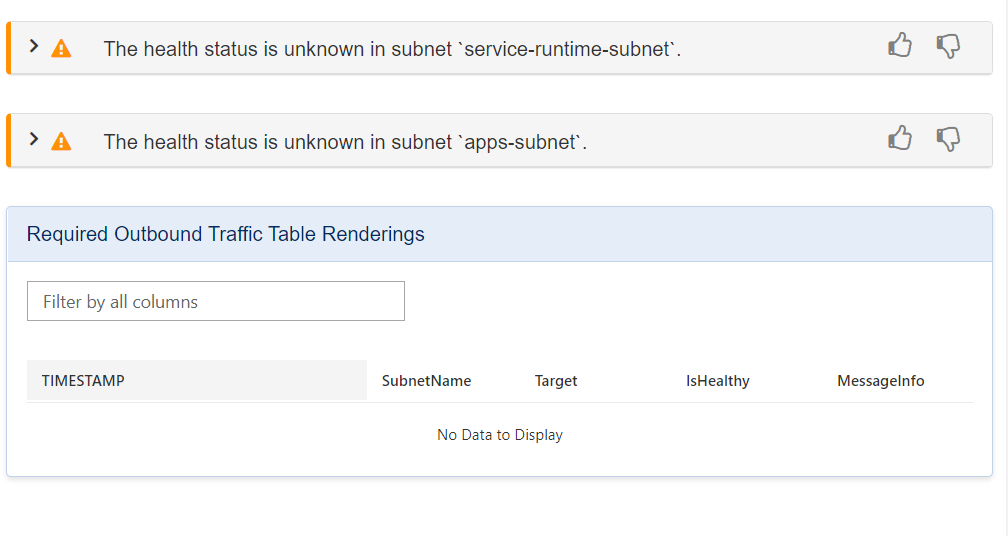 The health status is unknown in subnet `service-runtime-subnet`.
The health status is unknown in subnet `apps-subnet`.
Required Outbound Traffic Table Renderings
Filter by all columns
TIMESTAMP SubnetName Target IsHealthy MessageInfo
No Data to Display